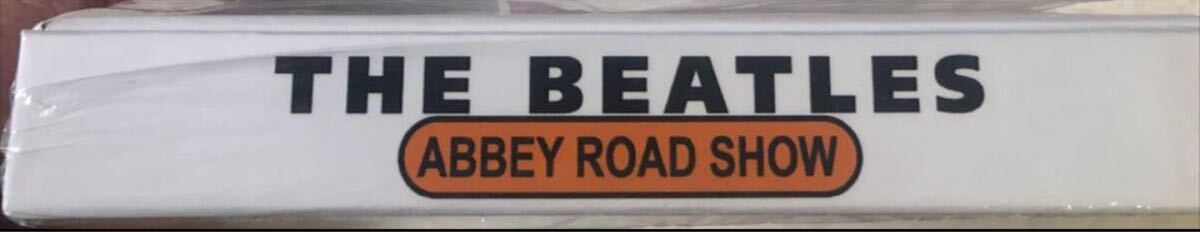 THE BEATLES
ABBEY ROAD SHOW